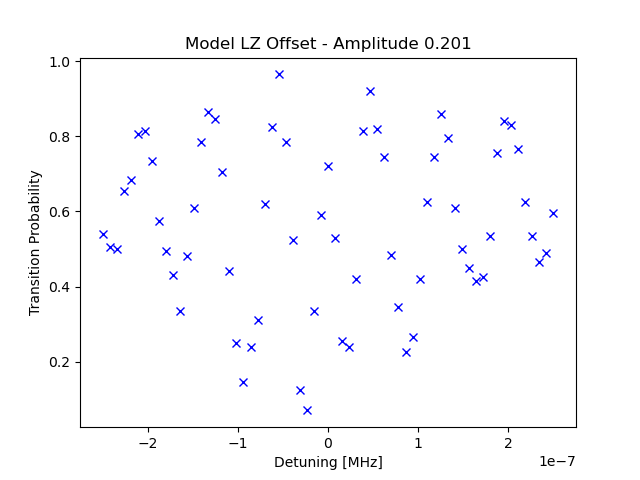 Model LZ Offset - Amplitude 0.201
1.0
0.8
0.6
0.4
0.2
Transition Probability
−2
−1
0
1
2
1e−7
Detuning [MHz]